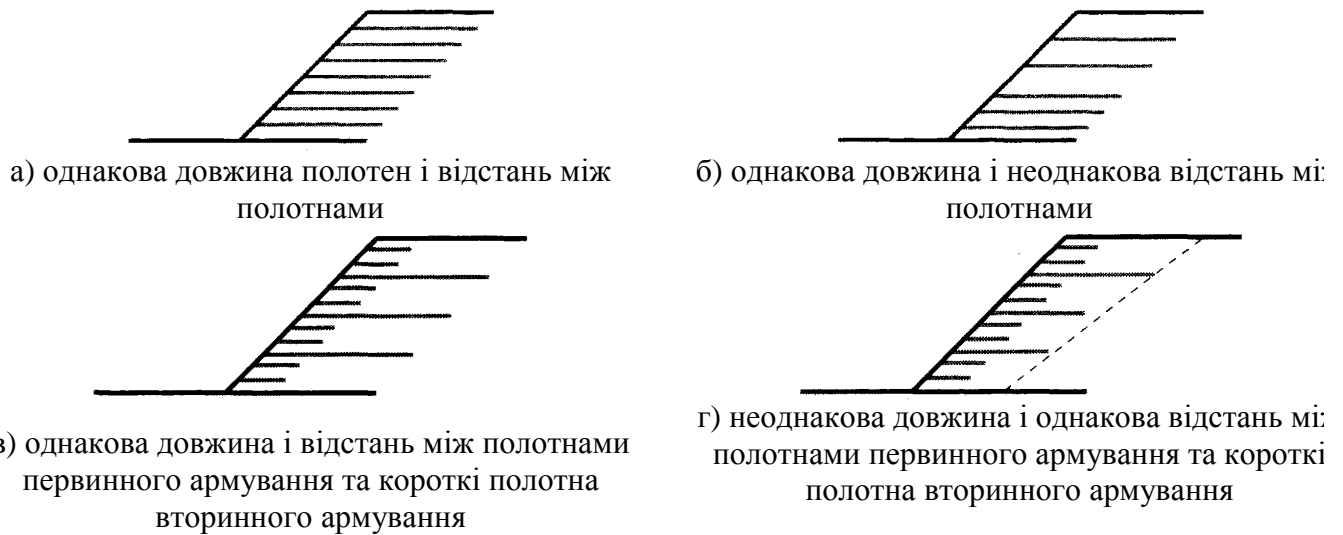 а) однакова довжина полотен і відстань між
полотнами
б) однакова довжина і неоднакова відстань мі
полотнами
) однакова довжина і відстань між полотнами
первинного армування та короткі полотна
вторинного армування
г) неоднакова довжина і однакова відстань мі
полотнами первинного армування та короткі
полотна вторинного армування